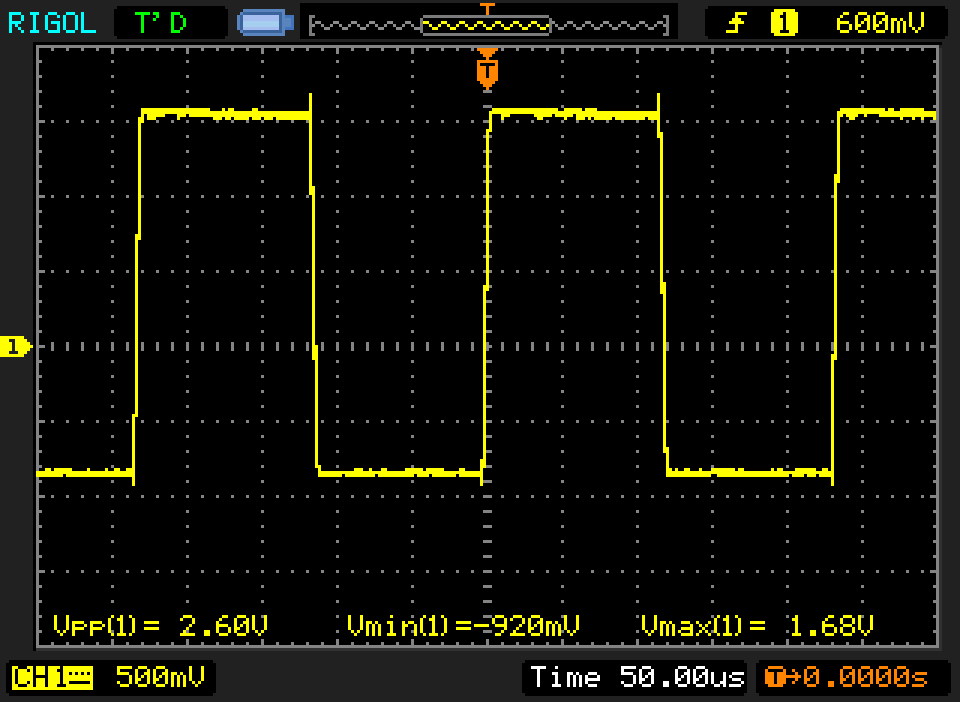 RIGOL T'D T 1 600mV
T
1
Vpp(1)= 2.60V Vmin(1)=-920mV Vmax(1)= 1.68V
CH1 500mV Time 50.00us T→0.0000s